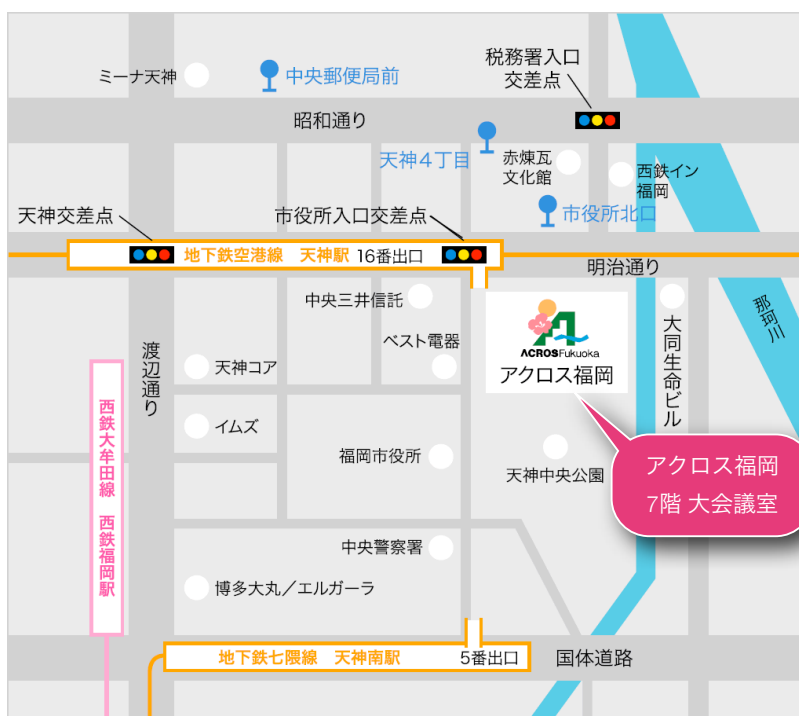 ミーナ天神
中央郵便局前
税務署入口
交差点
昭和通り
天神4丁目
赤煉瓦
文化館
西鉄イン
福岡
市役所北口
天神交差点
市役所入口交差点
地下鉄空港線 天神駅 16番出口
明治通り
中央三井信託
ベスト電器
ACROSFukuoka
アクロス福岡
大同生命ビル
那珂川
渡辺通り
天神コア
イムズ
福岡市役所
天神中央公園
アクロス福岡
7階 大会議室
西鉄大牟田線 西鉄福岡駅
中央警察署
博多大丸/エルガーラ
地下鉄七隈線 天神南駅 5番出口
国体道路